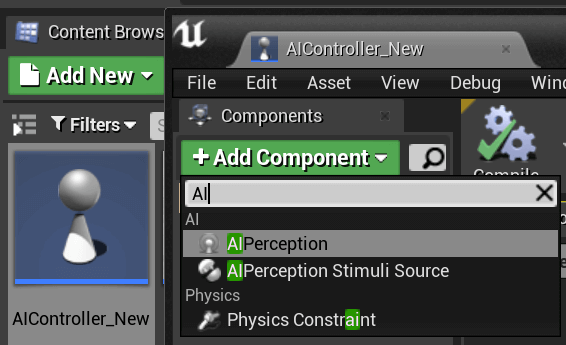 Content Brows
AIController_New
Add New
File Edit Asset View Debug Wind
Filters
Components
+ Add Component
Compile
AI
AI
AIPerception
AIPerception Stimuli Source
Physics
Physics Constraint
AIController_New